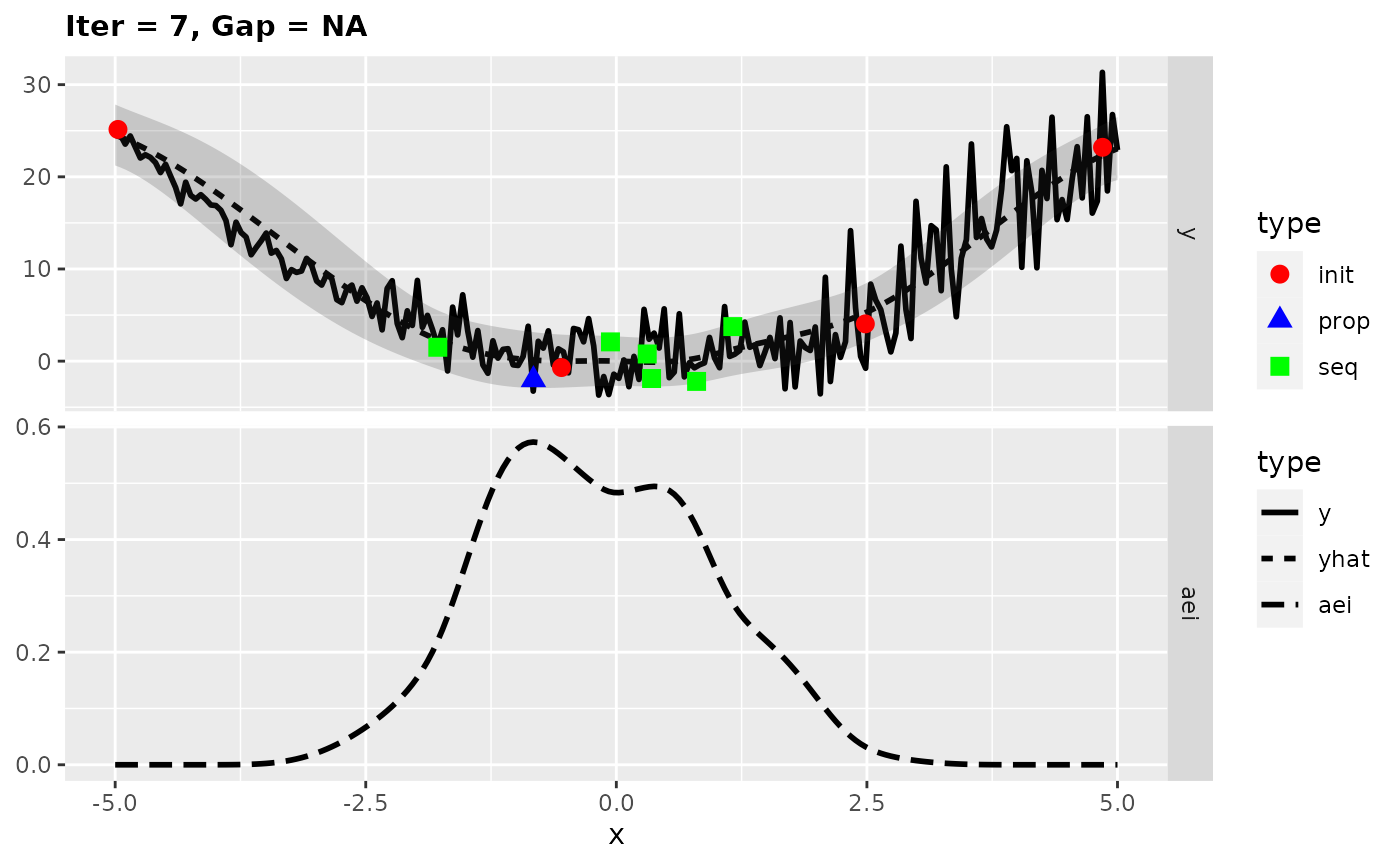 Iter = 7, Gap = NA
30
20
10
0
y
0.6
0.4
0.2
0.0
aei
-5.0
-2.5
0.0
2.5
5.0
x
type
init
prop
seq
type
y
yhat
aei